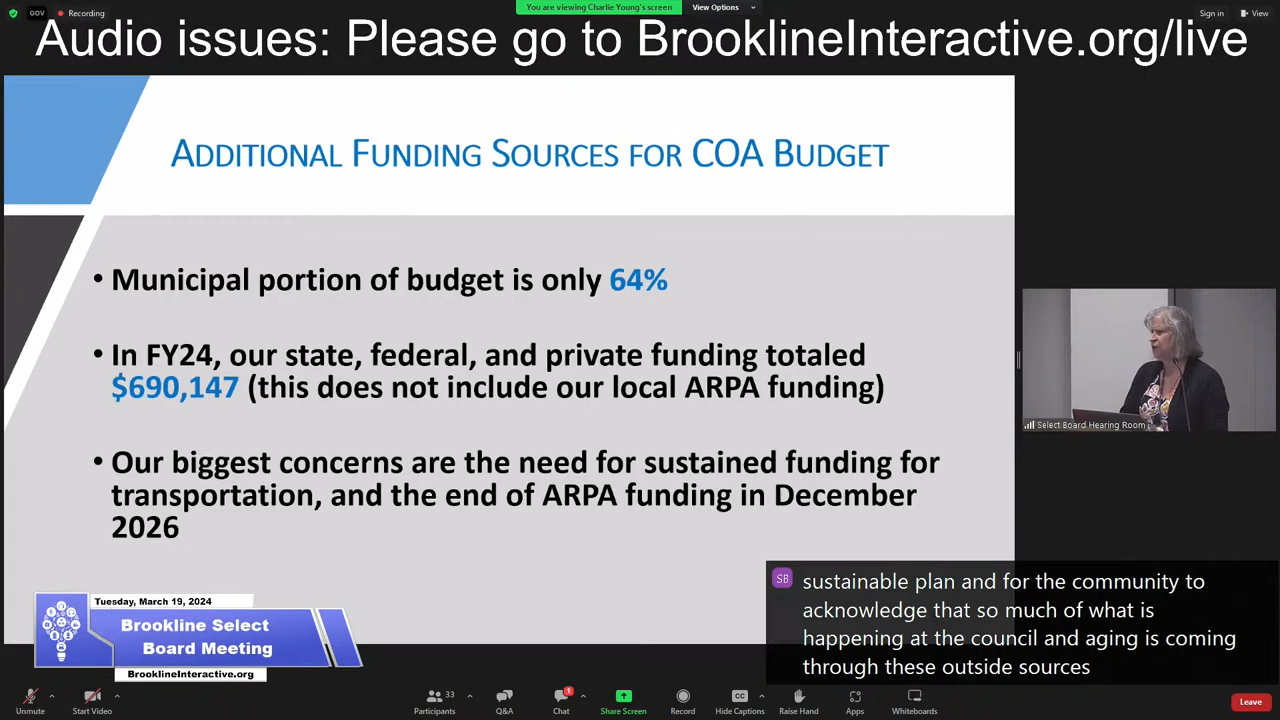 GOV
Recording
You are viewing Charlie Young's screen
View Options
Sign in
View
Audio issues: Please go to BrooklineInteractive.org/live
ADDITIONAL FUNDING SOURCES FOR COA BUDGET
• Municipal portion of budget is only 64%
• In FY24, our state, federal, and private funding totaled
$690,147 (this does not include our local ARPA funding)
• Our biggest concerns are the need for sustained funding for
transportation, and the end of ARPA funding in December
2026
Select Board Hearing Room
SB
sustainable plan and for the community to
acknowledge that so much of what is
happening at the council and aging is coming
through these outside sources
Tuesday, March 19, 2024
Brookline Select
Board Meeting
BrooklineInteractive.org
Unmute
Start Video
33
Participants
Q&A
1
Chat
Share Screen
Record
CC
Hide Captions
Raise Hand
Apps
Whiteboards
Leave